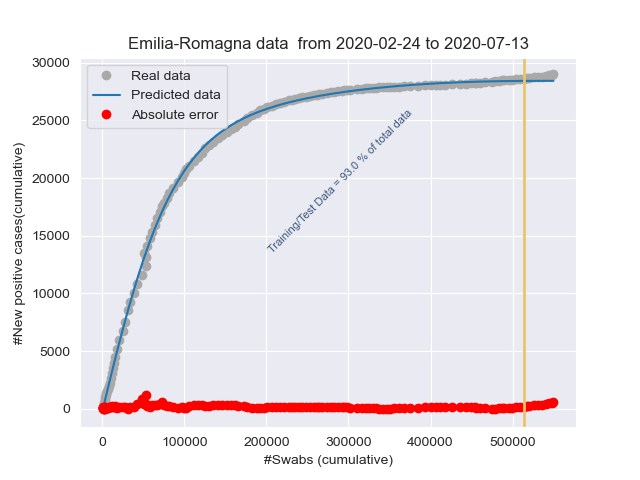 Emilia-Romagna data  from 2020-02-24 to 2020-07-13
Real data
Predicted data
Absolute error
Training/Test Data = 93.0 % of total data
#New positive cases(cumulative)
30000
25000
20000
15000
10000
5000
0
0 100000 200000 300000 400000 500000
#Swabs (cumulative)